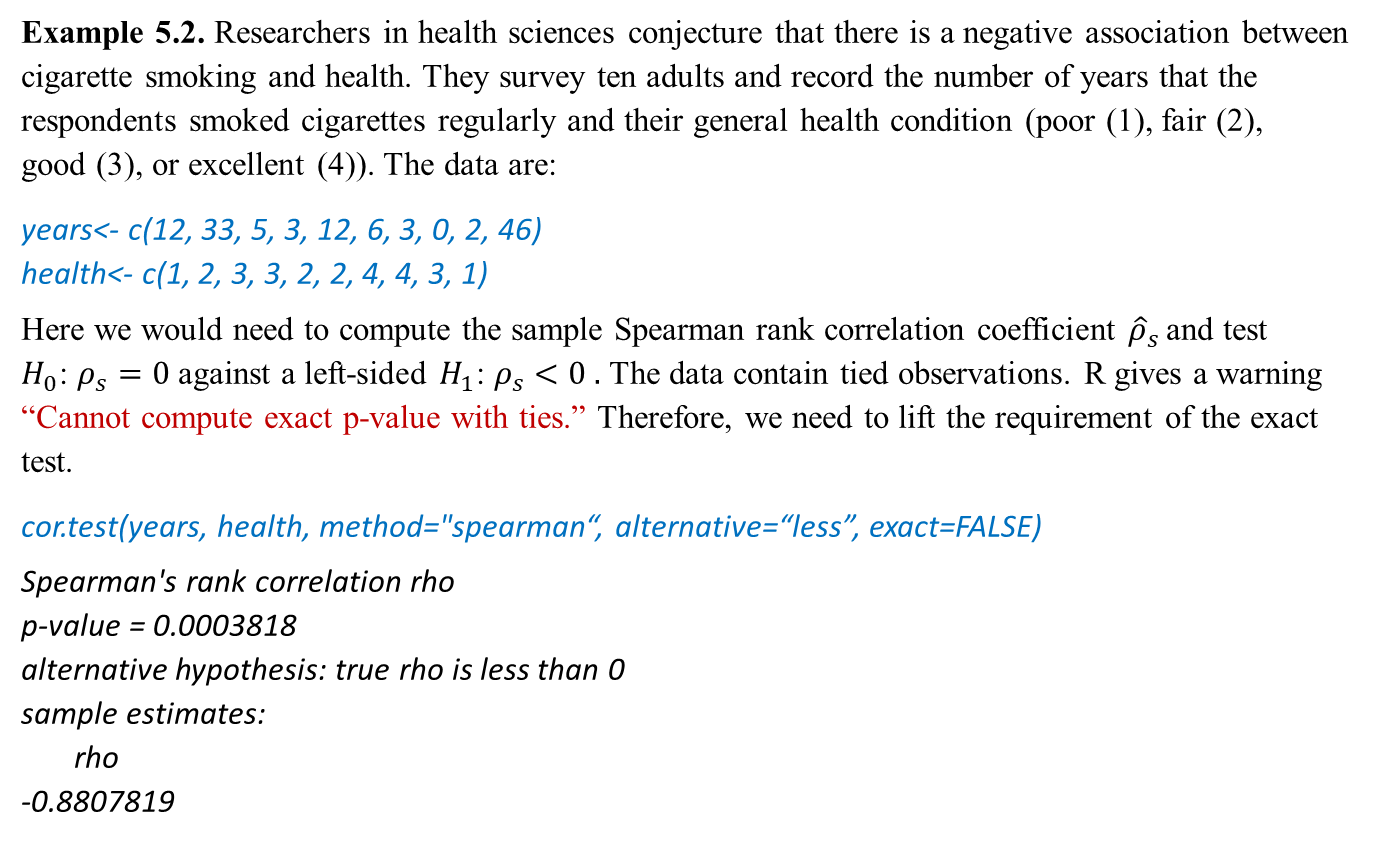 Example 5.2. Researchers in health sciences conjecture that there is a negative association between
cigarette smoking and health. They survey ten adults and record the number of years that the
respondents smoked cigarettes regularly and their general health condition (poor (1), fair (2),
good (3), or excellent (4)). The data are:
years<- c(12, 33, 5, 3, 12, 6, 3, 0, 2, 46)
health<- c(1, 2, 3, 3, 2, 2, 4, 4, 3, 1)
Here we would need to compute the sample Spearman rank correlation coefficient ρ̂ₛ and test
H₀: ρₛ = 0 against a left-sided H₁: ρₛ < 0 . The data contain tied observations. R gives a warning
“Cannot compute exact p-value with ties.” Therefore, we need to lift the requirement of the exact
test.
cor.test(years, health, method="spearman“, alternative=“less”, exact=FALSE)
Spearman's rank correlation rho
p-value = 0.0003818
alternative hypothesis: true rho is less than 0
sample estimates:
rho
-0.8807819